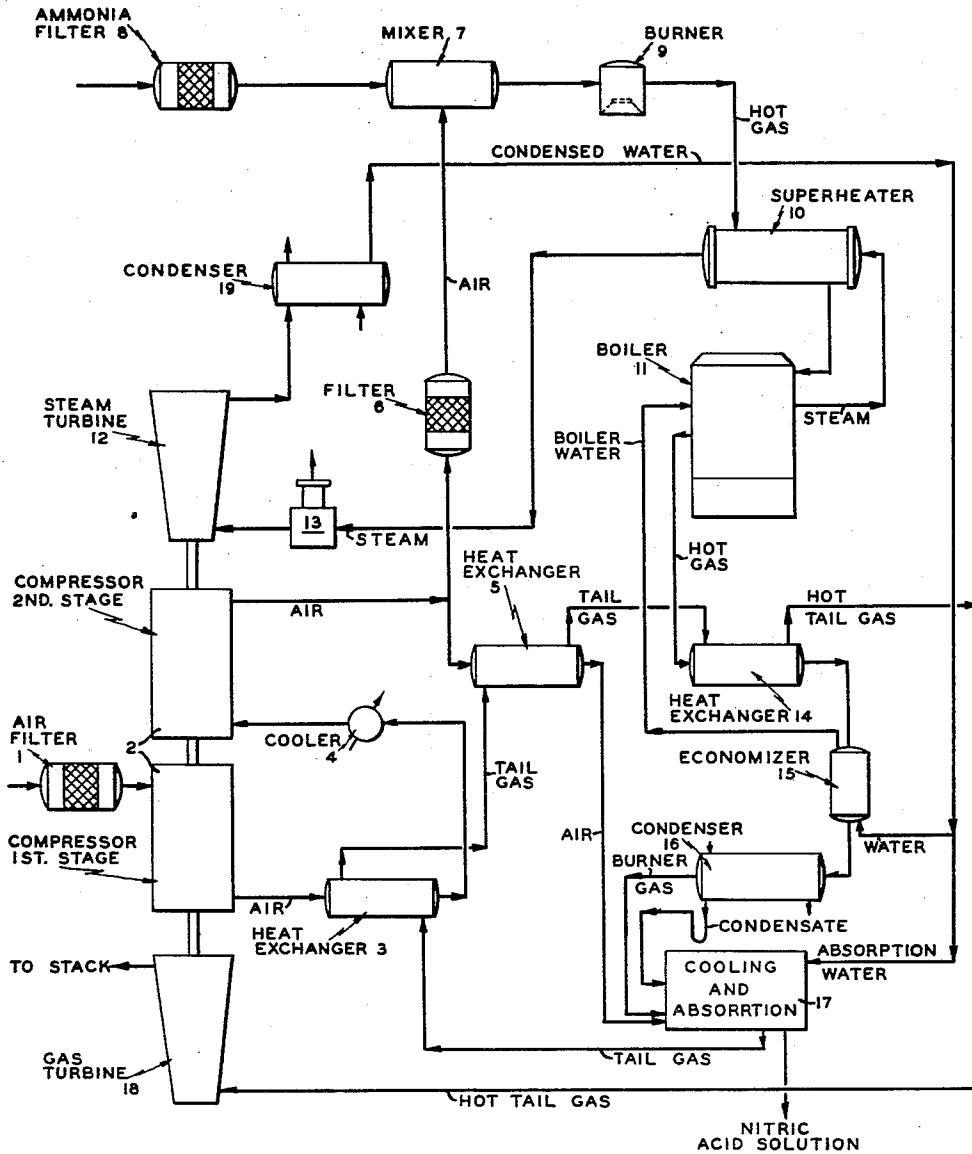 AMMONIA
FILTER 8
MIXER 7
BURNER
9
HOT
GAS
CONDENSED WATER
SUPERHEATER
10
CONDENSER
19
AIR
BOILER
11
FILTER
6
STEAM
TURBINE
12
STEAM
BOILER
WATER
13
STEAM
HOT
GAS
HEAT
EXCHANGER
5
COMPRESSOR
2ND. STAGE
AIR
TAIL
GAS
HOT
TAIL GAS
HEAT
EXCHANGER 14
AIR
FILTER
1
2
COOLER
4
TAIL
GAS
ECONOMIZER
15
AIR
CONDENSER
16
BURNER
GAS
WATER
COMPRESSOR
1ST. STAGE
AIR
HEAT
EXCHANGER 3
CONDENSATE
TO STACK
ABSORPTION
WATER
COOLING
AND
ABSORRTION
17
GAS
TURBINE
18
TAIL GAS
HOT TAIL GAS
NITRIC
ACID SOLUTION